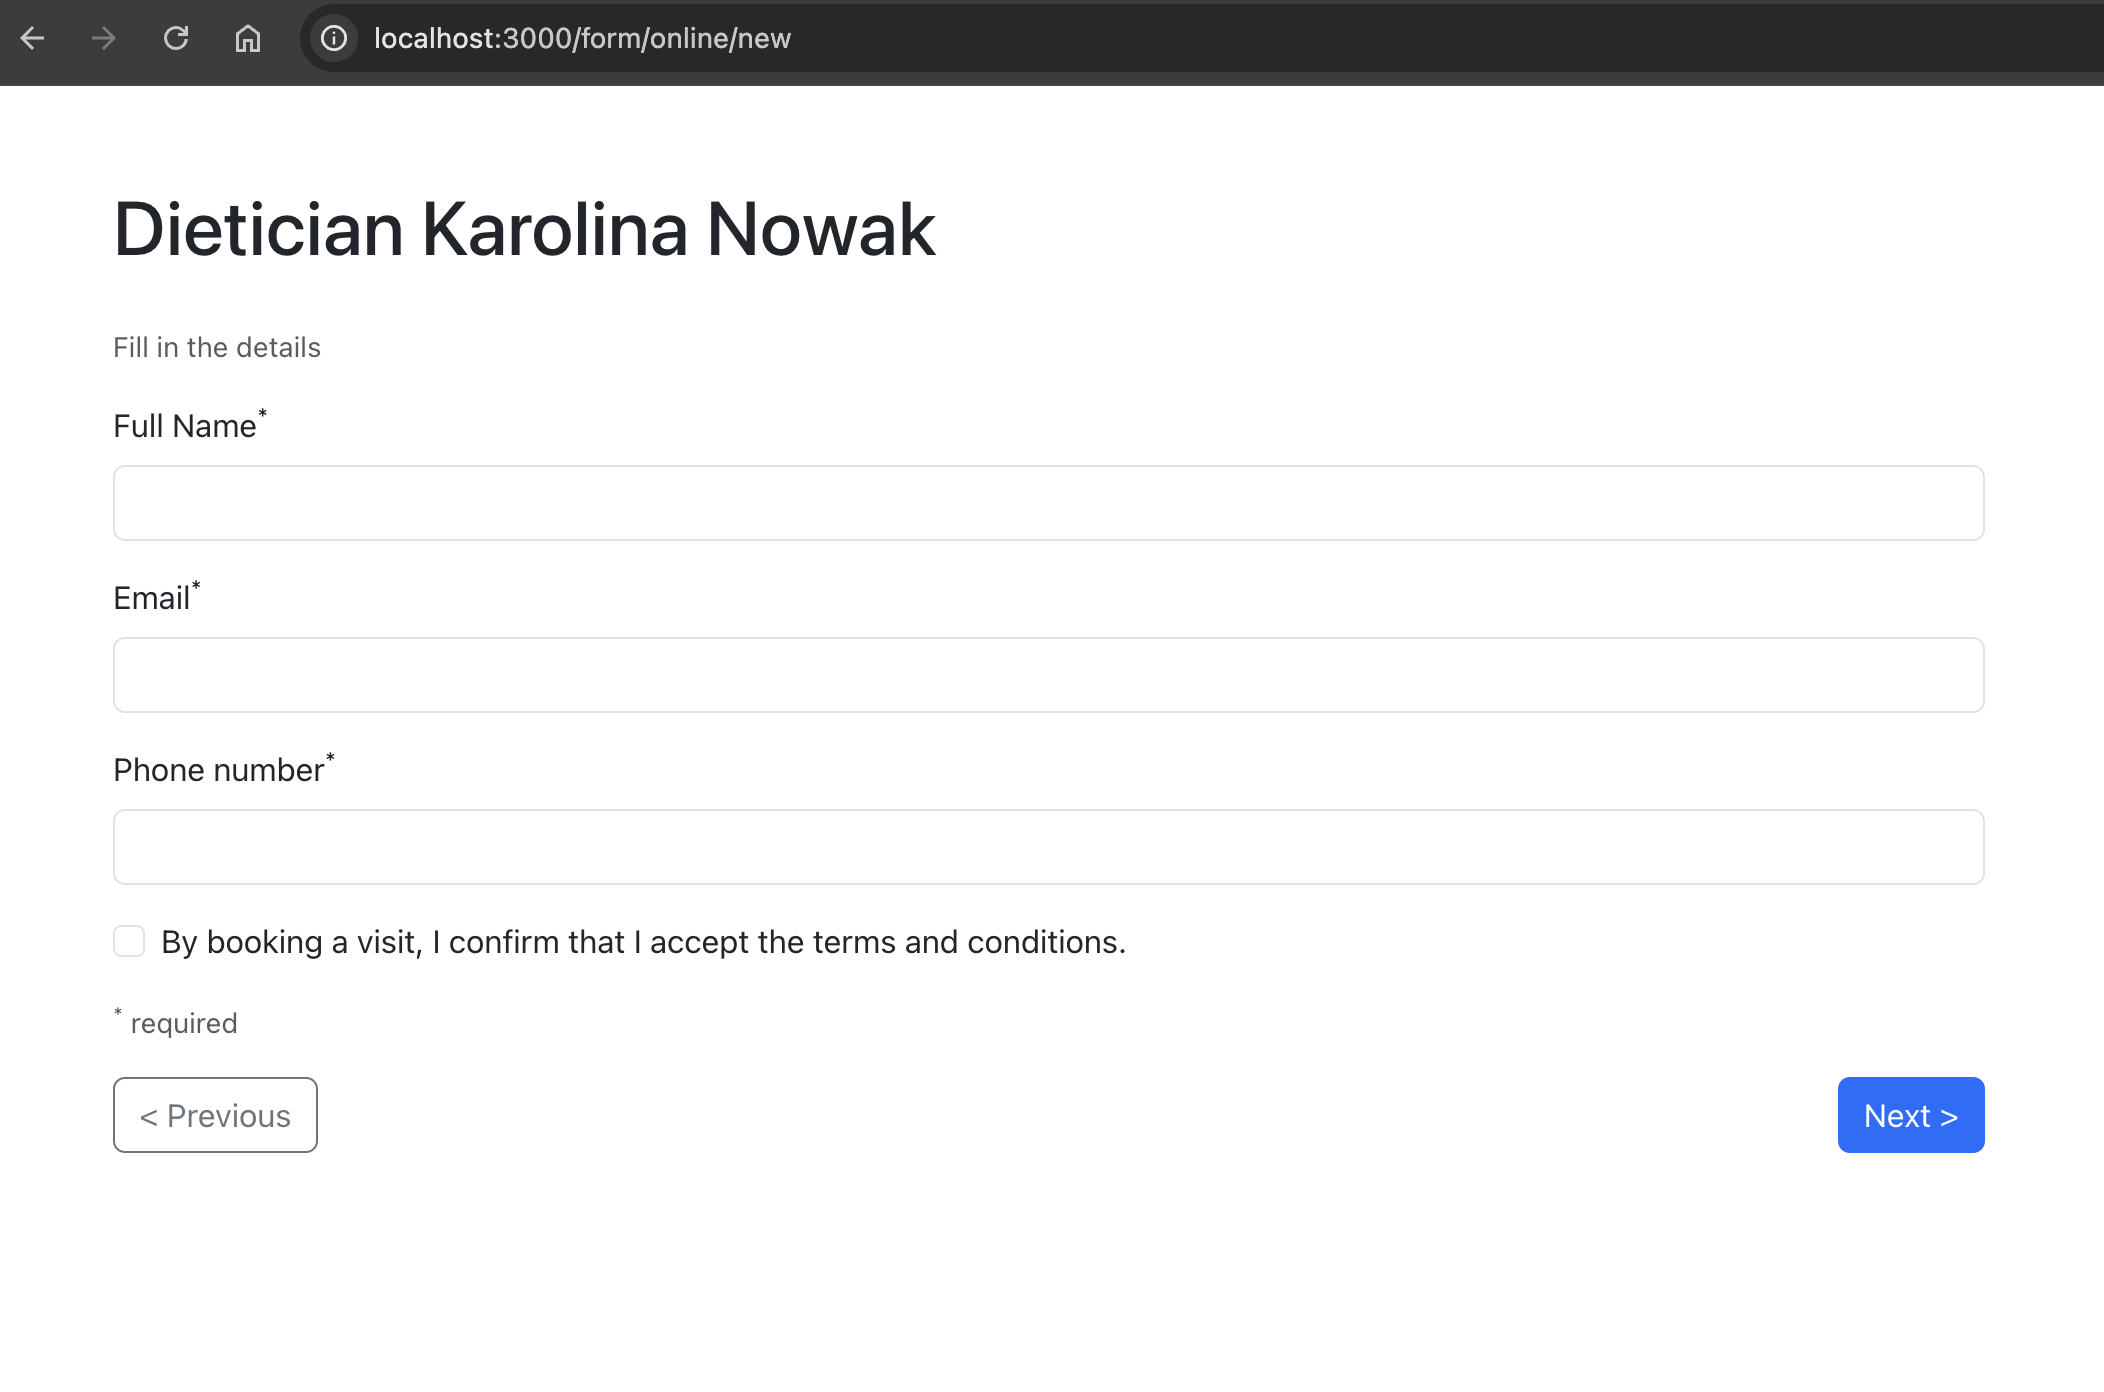 localhost:3000/form/online/new
Dietician Karolina Nowak
Fill in the details
Full Name*
Email*
Phone number*
By booking a visit, I confirm that I accept the terms and conditions.
* required
< Previous
Next >